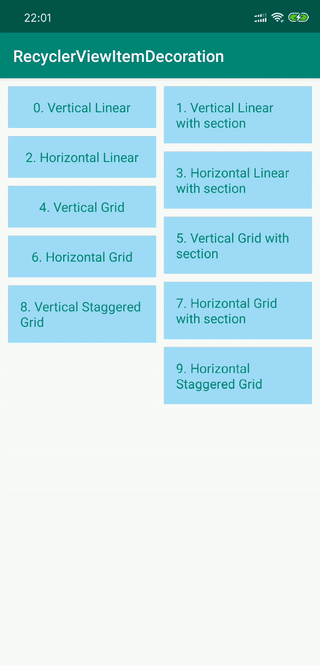 22:01
RecyclerViewItemDecoration
0. Vertical Linear
1. Vertical Linear
with section
2. Horizontal Linear
3. Horizontal Linear
with section
4. Vertical Grid
5. Vertical Grid with
section
6. Horizontal Grid
7. Horizontal Grid
with section
8. Vertical Staggered
Grid
9. Horizontal
Staggered Grid